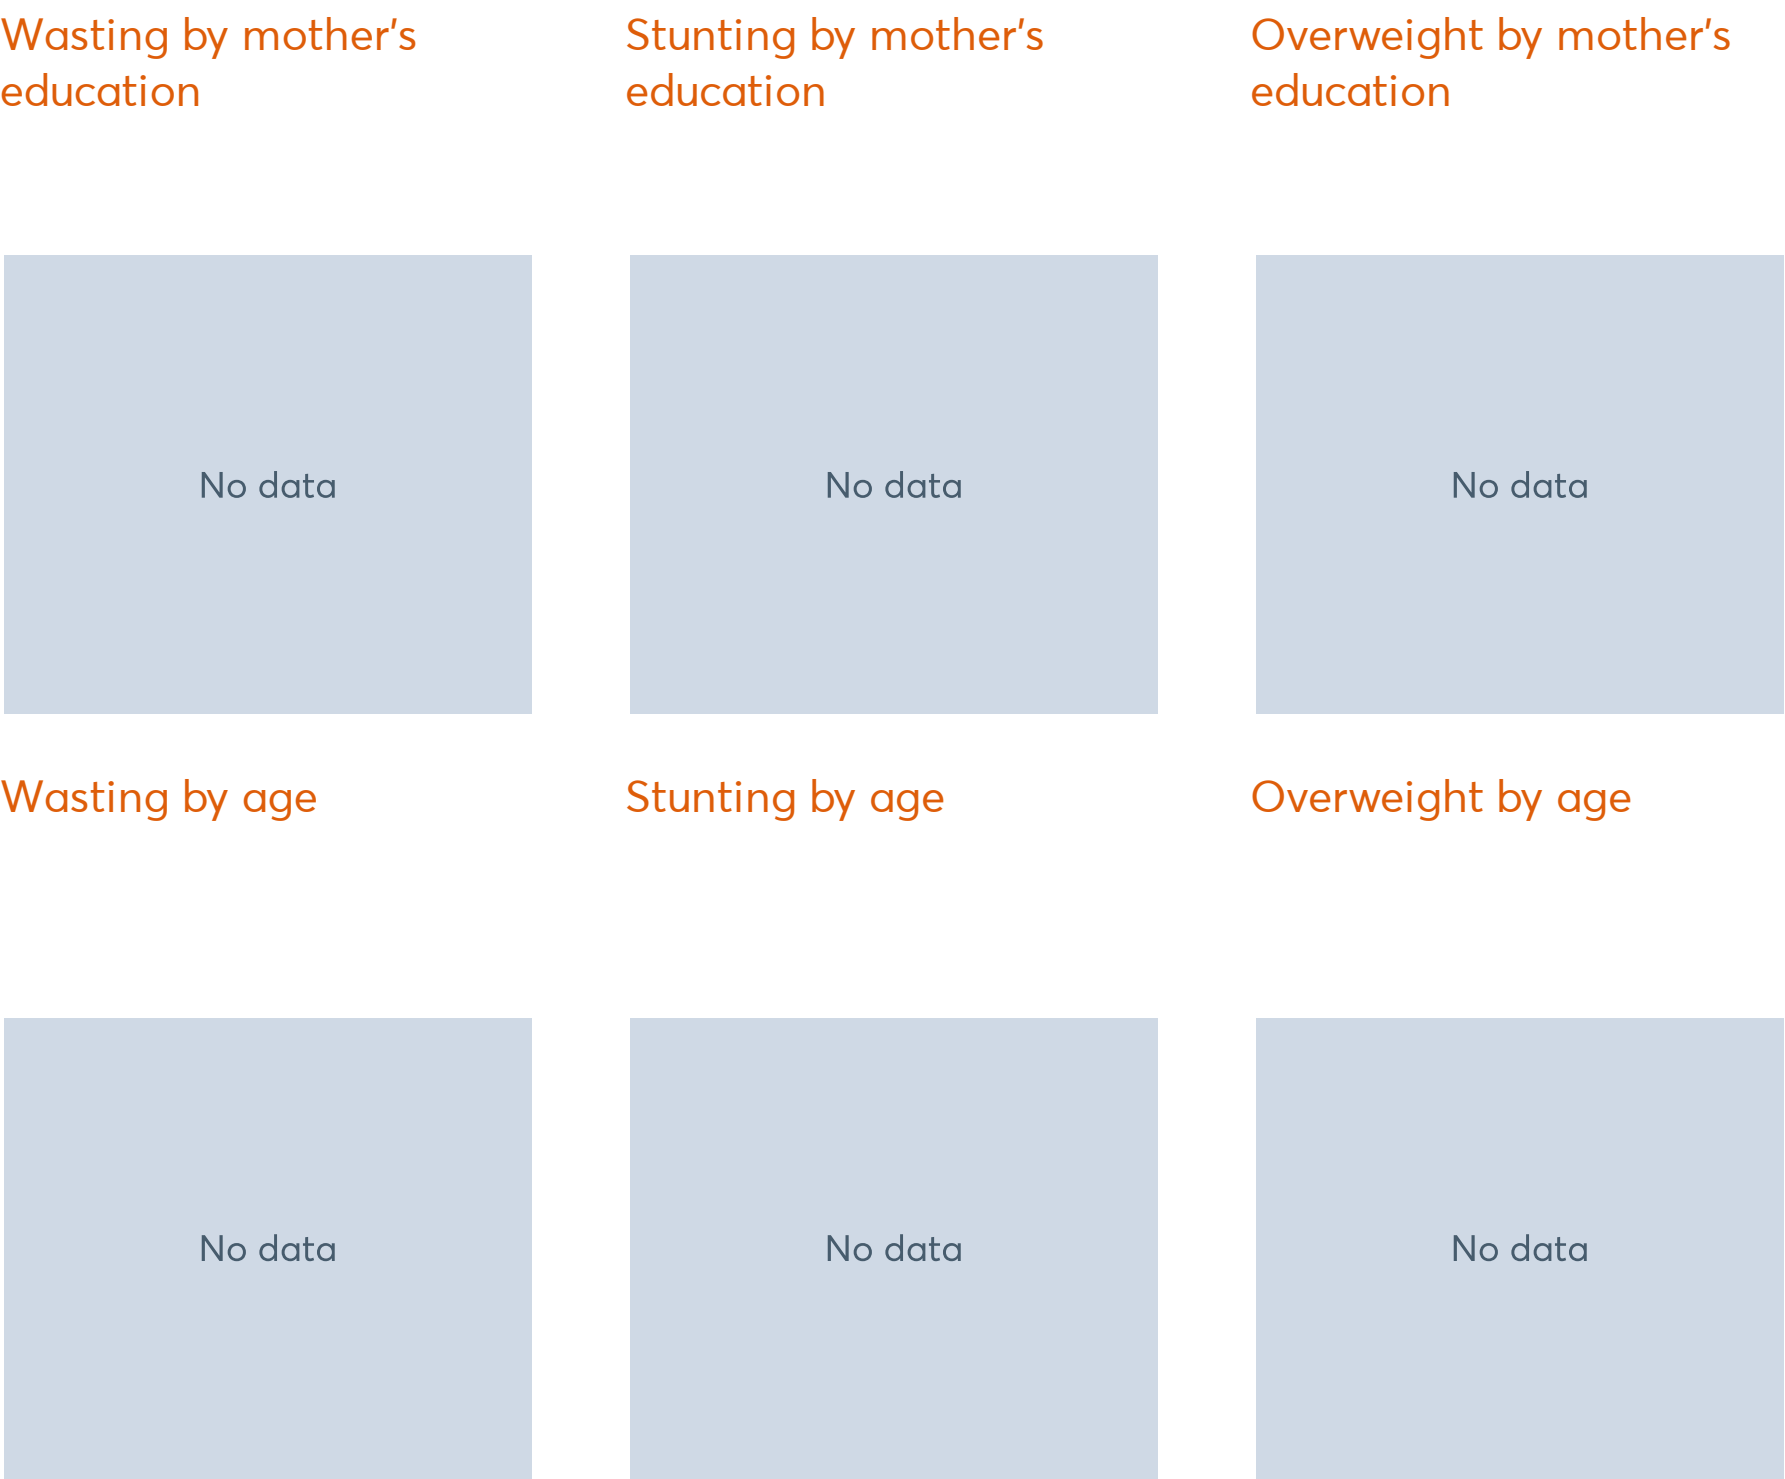 Wasting by mother's
education
Stunting by mother's
education
Overweight by mother's
education
No data
No data
No data
Wasting by age
Stunting by age
Overweight by age
No data
No data
No data